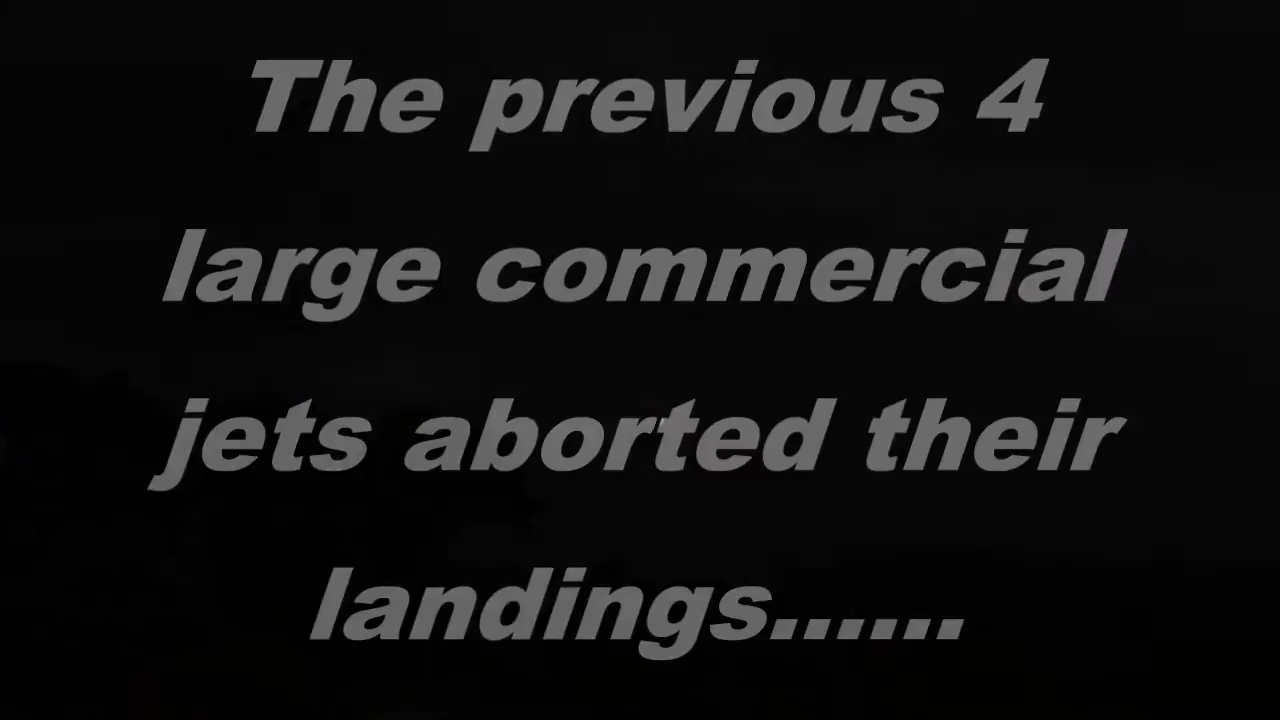 The previous 4
large commercial
jets aborted their
landings......